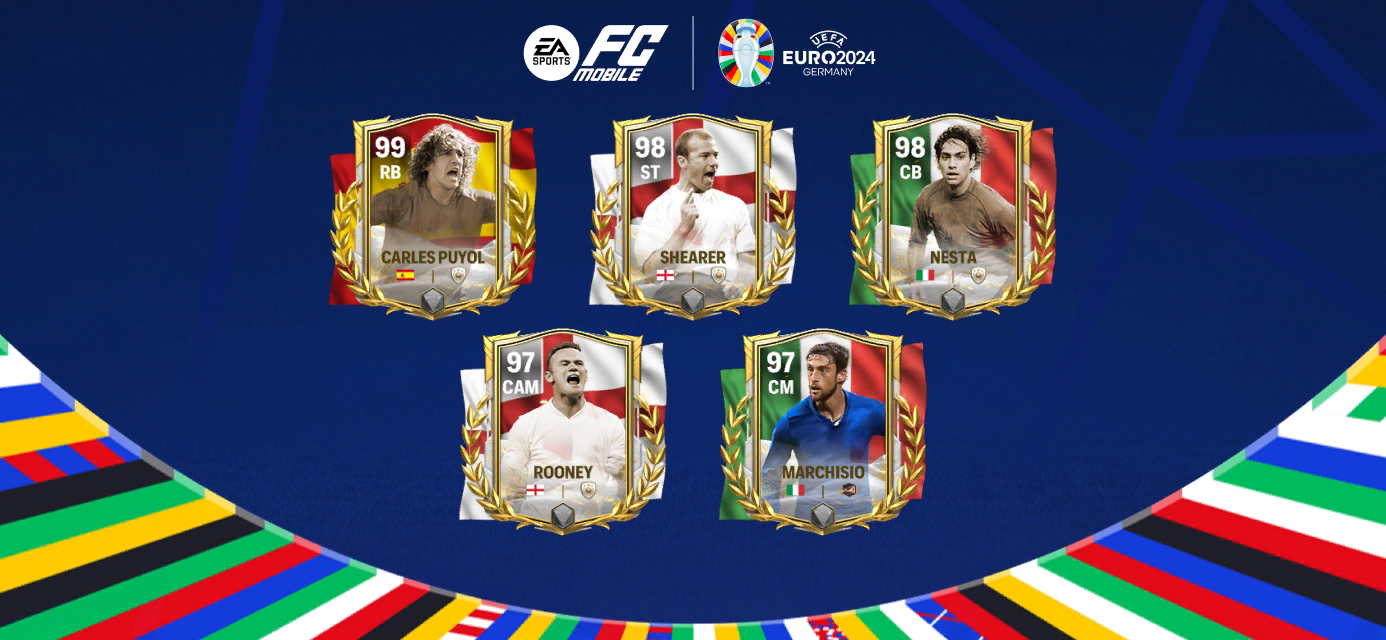 EA
SPORTS
FC
MOBILE
UEFA
EURO2024
GERMANY
99
RB
CARLES PUYOL
98
ST
SHEARER
98
CB
NESTA
97
CAM
ROONEY
97
CM
MARCHISIO